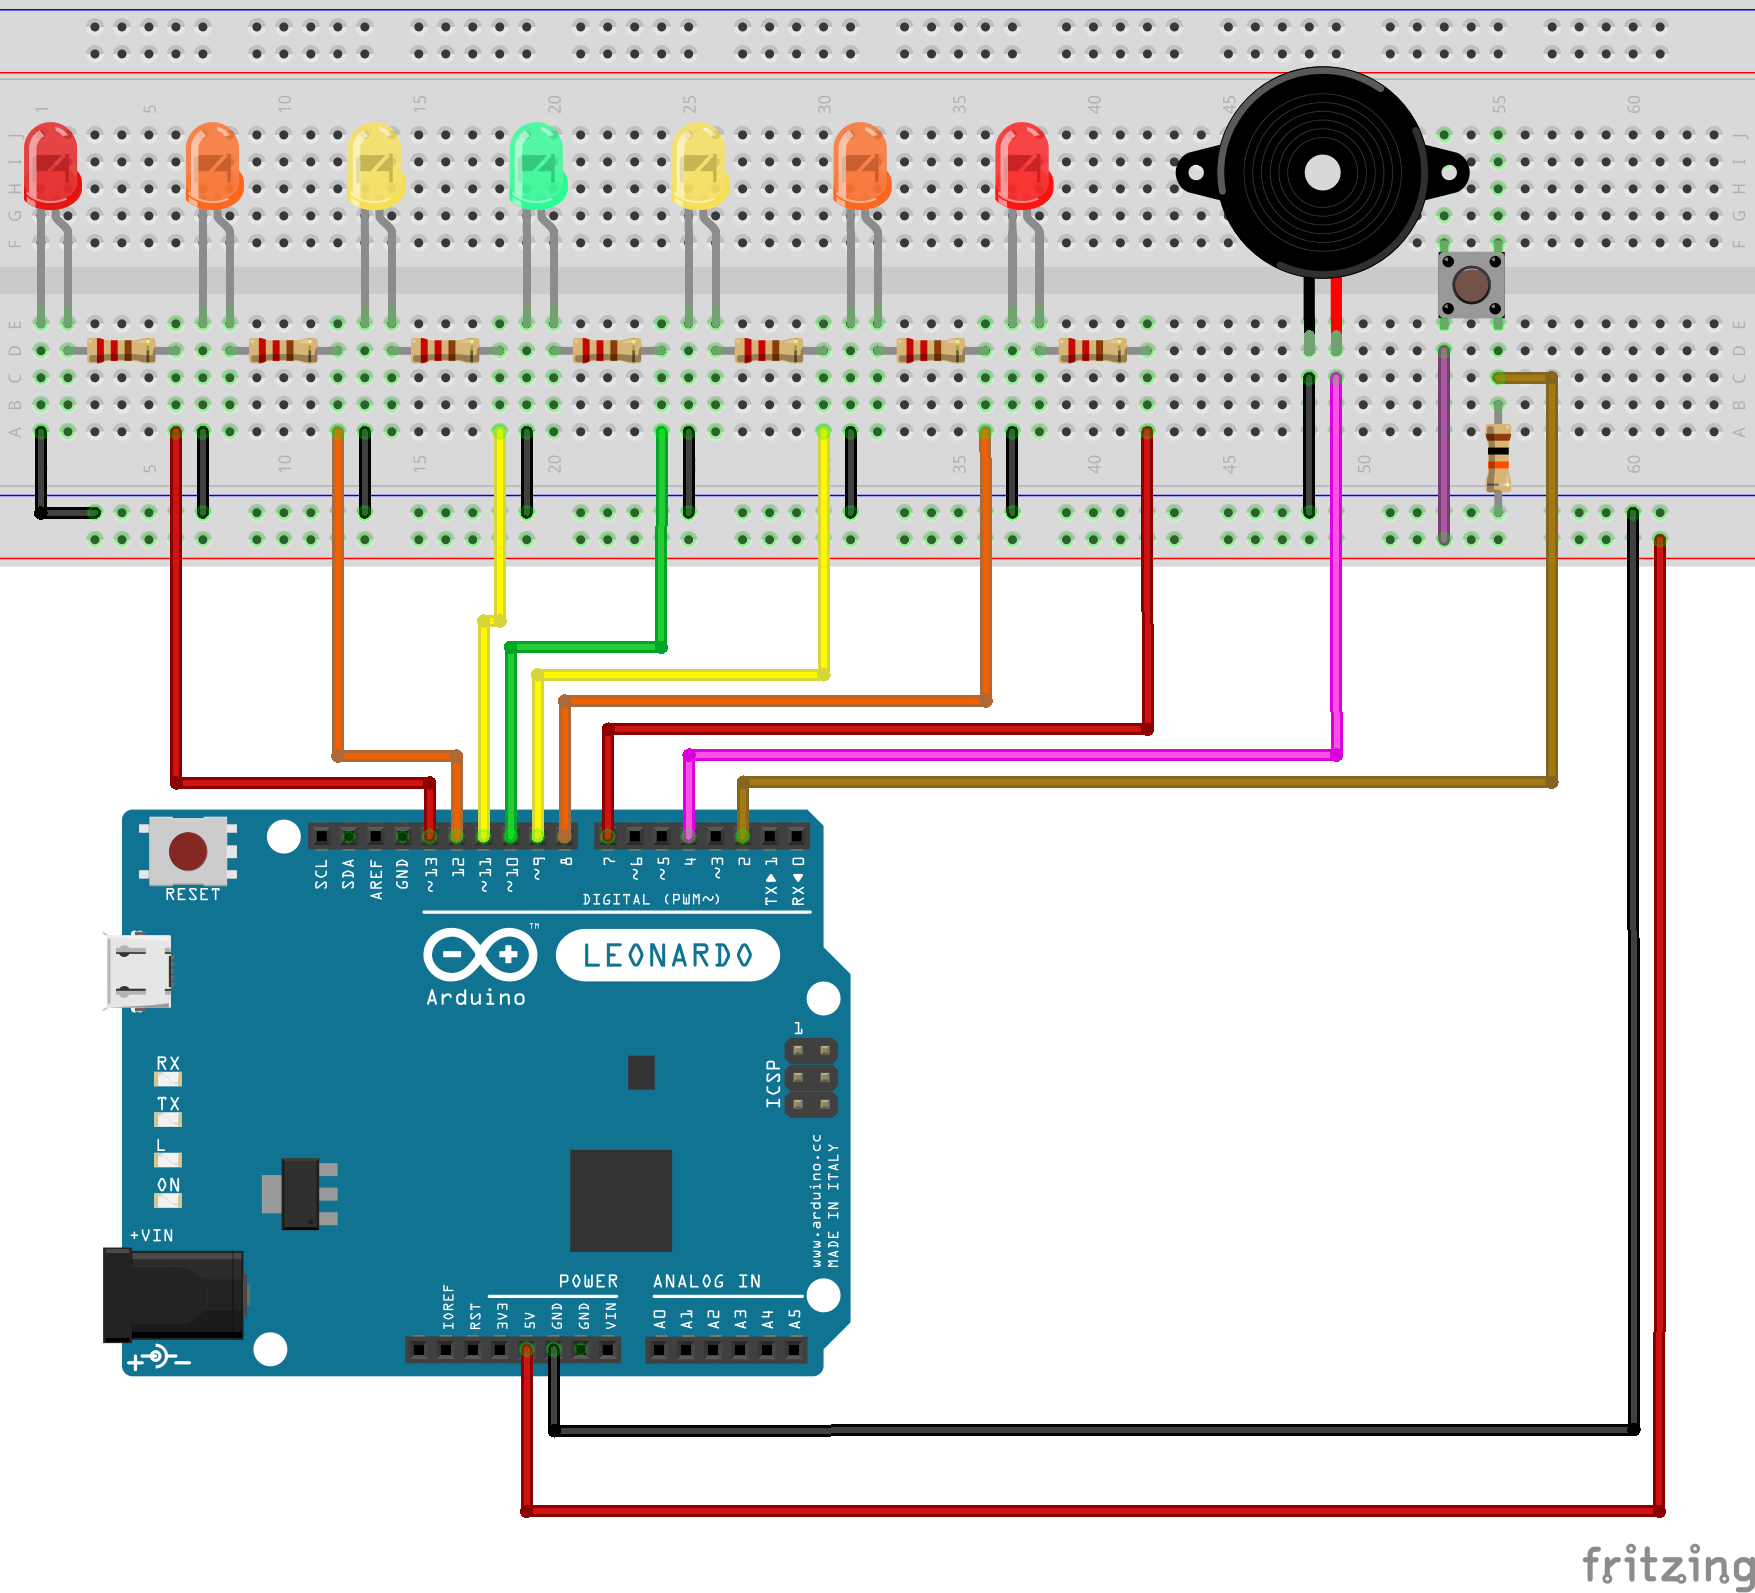 1 5 10 15 20 25 30 35 40 45 55 60
J J
I I
H H
G G
F F
E E
D D
C C
B B
A A
5 10 15 20 25 30 35 40 45 50 60
SCL SDA AREF GND ~13 12 ~11 ~10 ~9 8 7 ~6 ~5 4 ~3 2 TX▶1 RX◀0
RESET
DIGITAL (PWM~)
TM
LEONARDO
Arduino
1
ICSP
RX
TX
L
ON
+VIN
www.arduino.cc
MADE IN ITALY
POWER ANALOG IN
IOREF RST 3V3 5V GND GND VIN A0 A1 A2 A3 A4 A5
+ -
fritzing